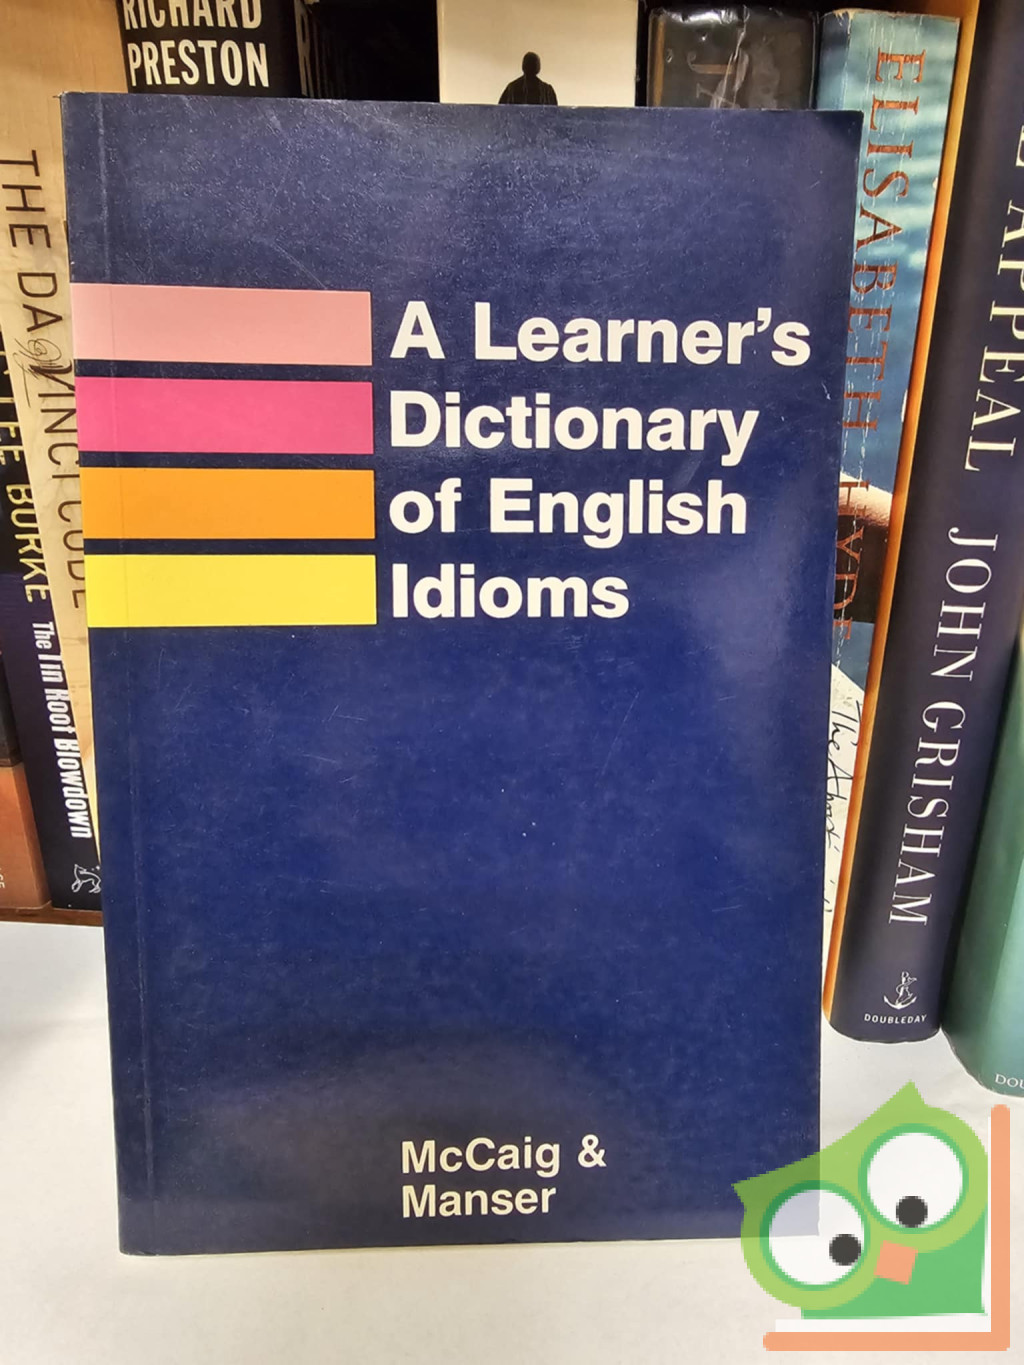 RICHARD
PRESTON
A Learner's
Dictionary
of English
Idioms
McCaig &
Manser
THE DA VINCI CODE
BURKE
The Tin Roof Blowdown
ELISABETH HYDE
APPEAL
JOHN GRISHAM
DOUBLEDAY